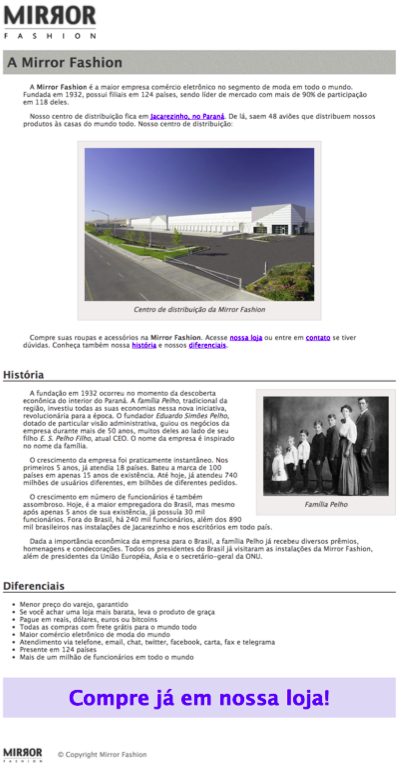 MIRROR
FASHION
A Mirror Fashion
A Mirror Fashion é a maior empresa comércio eletrônico no segmento de moda em todo o mundo.
Fundada em 1932, possui filiais em 124 países, sendo líder de mercado com mais de 90% de participação
em 118 deles.
Nosso centro de distribuição fica em Jacarezinho, no Paraná. De lá, saem 48 aviões que distribuem nossos
produtos às casas do mundo todo. Nosso centro de distribuição:
Centro de distribuição da Mirror Fashion
Compre suas roupas e acessórios na Mirror Fashion. Acesse nossa loja ou entre em contato se tiver
dúvidas. Conheça também nossa história e nossos diferenciais.
História
A fundação em 1932 ocorreu no momento da descoberta
econônica do interior do Paraná. A família Pelho, tradicional da
região, investiu todas as suas economias nessa nova iniciativa,
revolucionária para a época. O fundador Eduardo Simões Pelho,
dotado de particular visão administrativa, guiou os negócios da
empresa durante mais de 50 anos, muitos deles ao lado de seu
filho E. S. Pelho Filho, atual CEO. O nome da empresa é inspirado
no nome da família.
O crescimento da empresa foi praticamente instantâneo. Nos
primeiros 5 anos, já atendia 18 países. Bateu a marca de 100
países em apenas 15 anos de existência. Até hoje, já atendeu 740
milhões de usuários diferentes, em bilhões de diferentes pedidos.
O crescimento em número de funcionários é também
assombroso. Hoje, é a maior empregadora do Brasil, mas mesmo
após apenas 5 anos de sua existência, já possuía 30 mil
funcionários. Fora do Brasil, há 240 mil funcionários, além dos 890
mil brasileiros nas instalações de Jacarezinho e nos escritórios em todo país.
Família Pelho
Dada a importância econômica da empresa para o Brasil, a família Pelho já recebeu diversos prêmios,
homenagens e condecorações. Todos os presidentes do Brasil já visitaram as instalações da Mirror Fashion,
além de presidentes da União Européia, Ásia e o secretário-geral da ONU.
Diferenciais
• Menor preço do varejo, garantido
• Se você achar uma loja mais barata, leva o produto de graça
• Pague em reais, dólares, euros ou bitcoins
• Todas as compras com frete grátis para o mundo todo
• Maior comércio eletrônico de moda do mundo
• Atendimento via telefone, email, chat, twitter, facebook, carta, fax e telegrama
• Presente em 124 países
• Mais de um milhão de funcionários em todo o mundo
Compre já em nossa loja!
MIRROR
FASHION
© Copyright Mirror Fashion